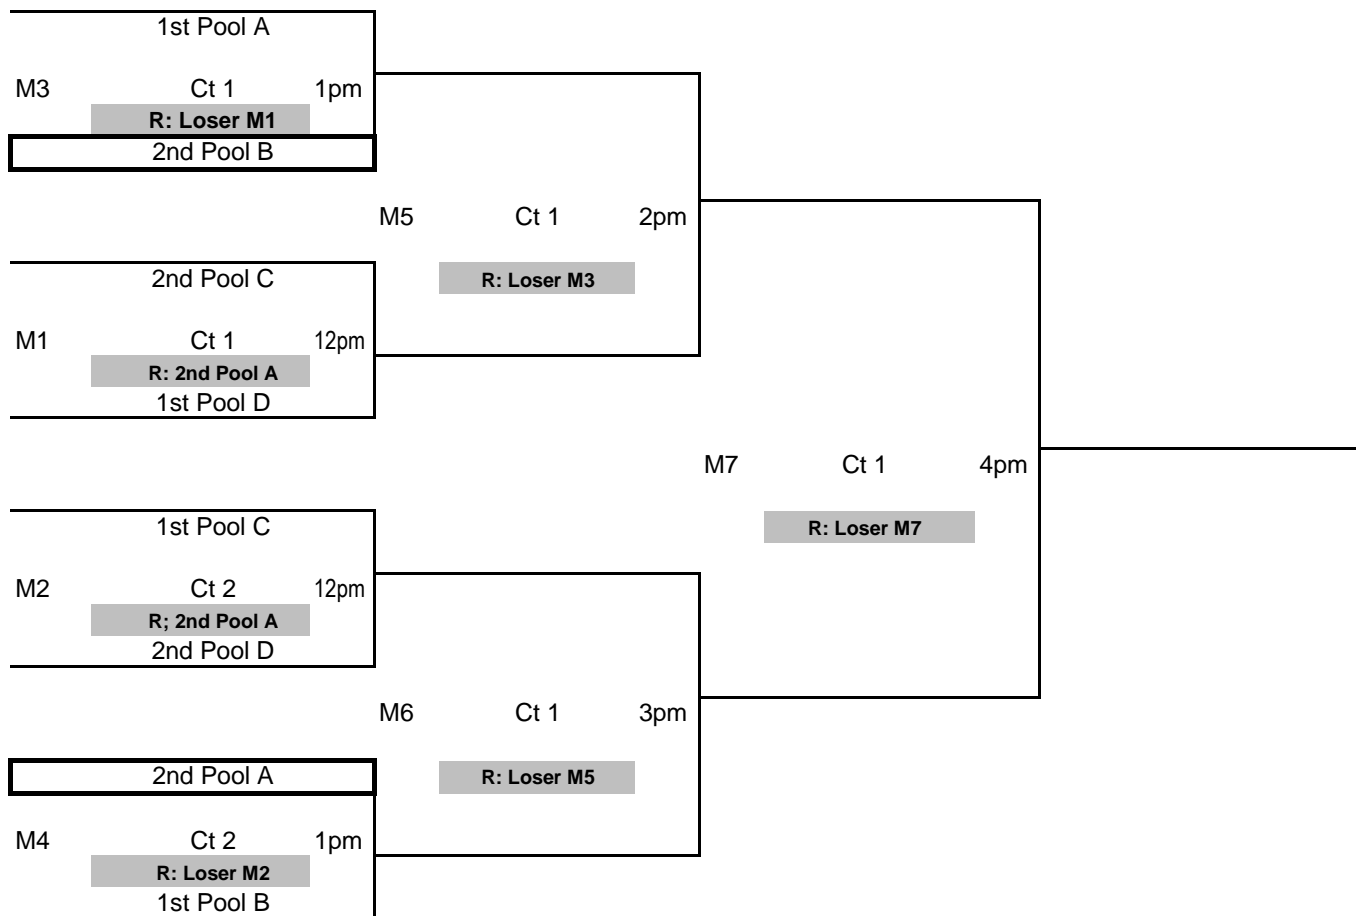 1st Pool A
M3 Ct 1 1pm
R: Loser M1
2nd Pool B
M5 Ct 1 2pm
2nd Pool C
R: Loser M3
M1 Ct 1 12pm
R: 2nd Pool A
1st Pool D
M7 Ct 1 4pm
1st Pool C
R: Loser M7
M2 Ct 2 12pm
R; 2nd Pool A
2nd Pool D
M6 Ct 1 3pm
2nd Pool A
R: Loser M5
M4 Ct 2 1pm
R: Loser M2
1st Pool B